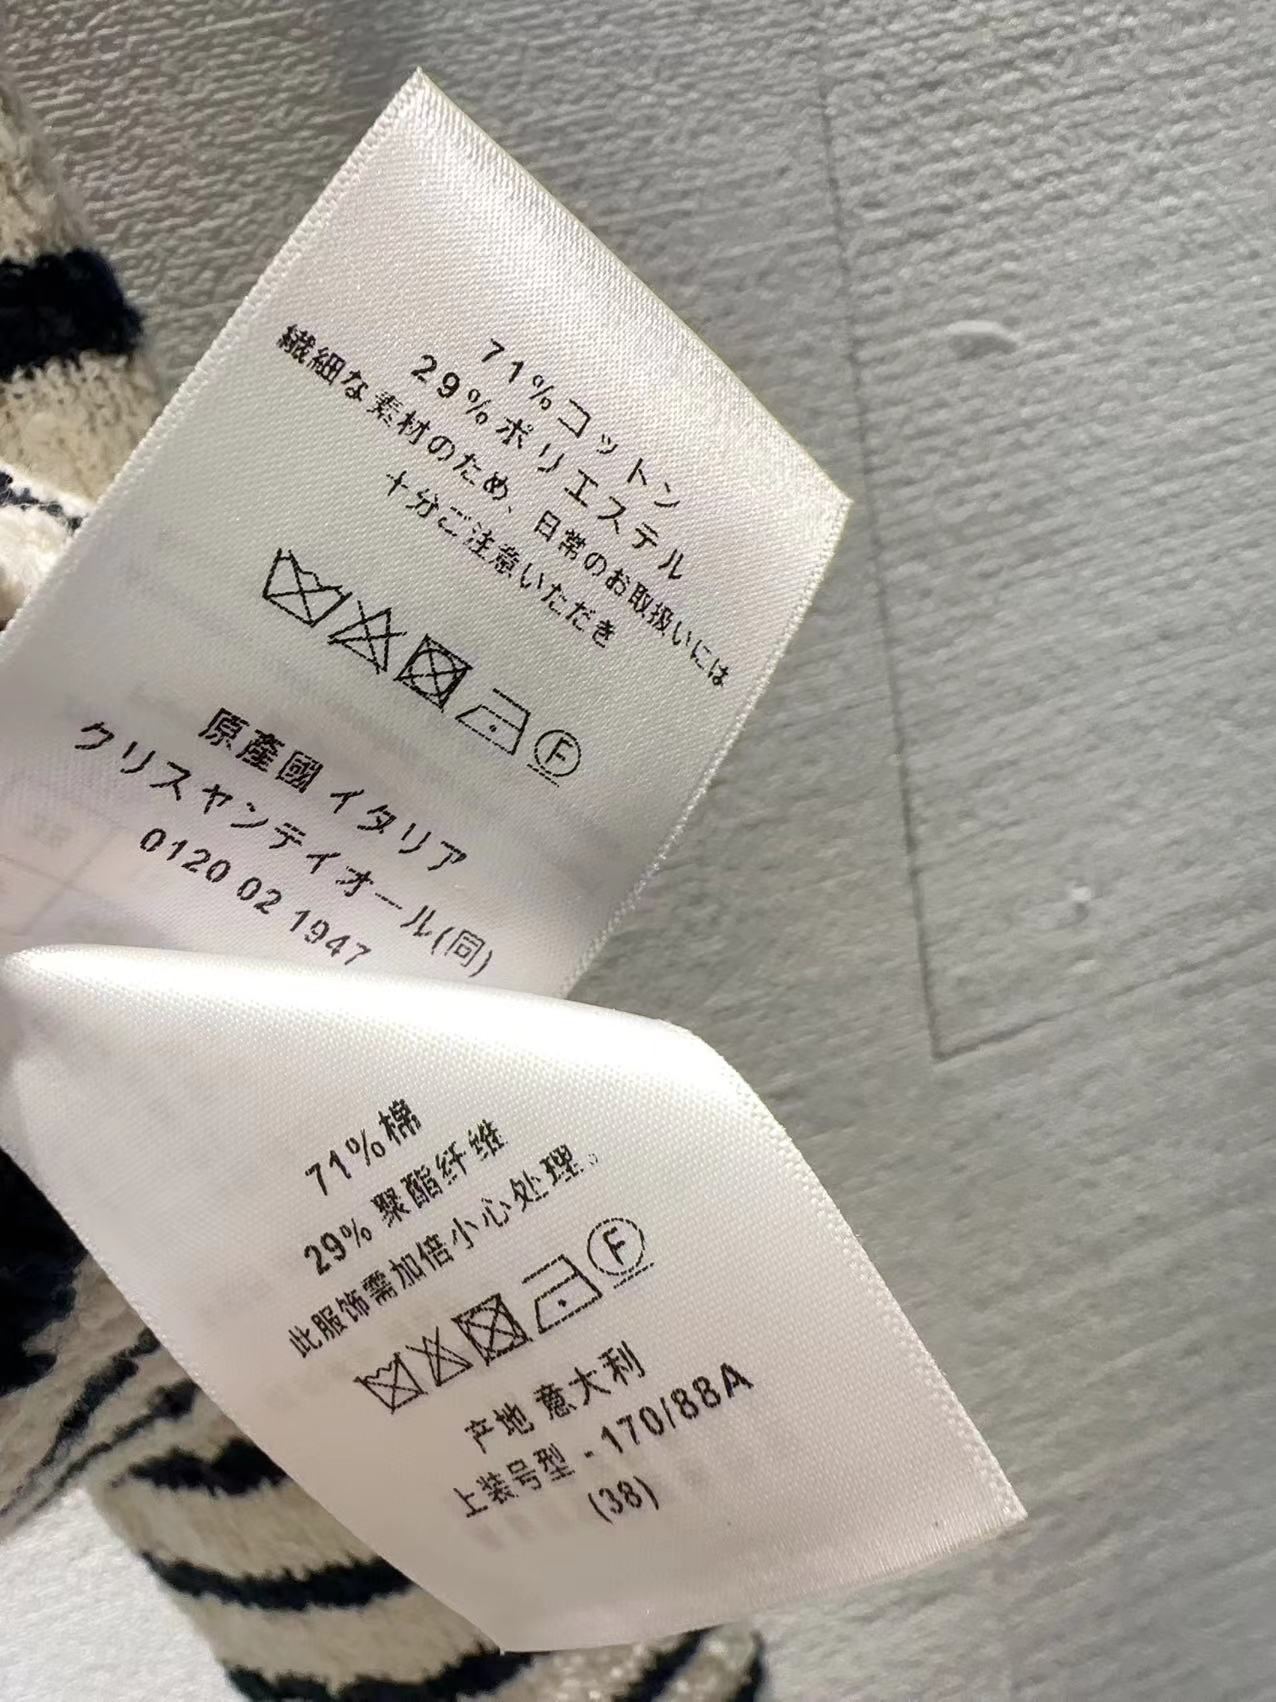 71%コットン
29%ポリエステル
繊細な素材のため、日常のお取扱いには
十分ご注意いただき
F
原產國 イタリア
クリスヤンディオール(同)
0120 02 1947
71%棉
29% 聚酯纤维
此服饰需加倍小心处理。
F
产地 意大利
上装号型 - 170/88A
(38)